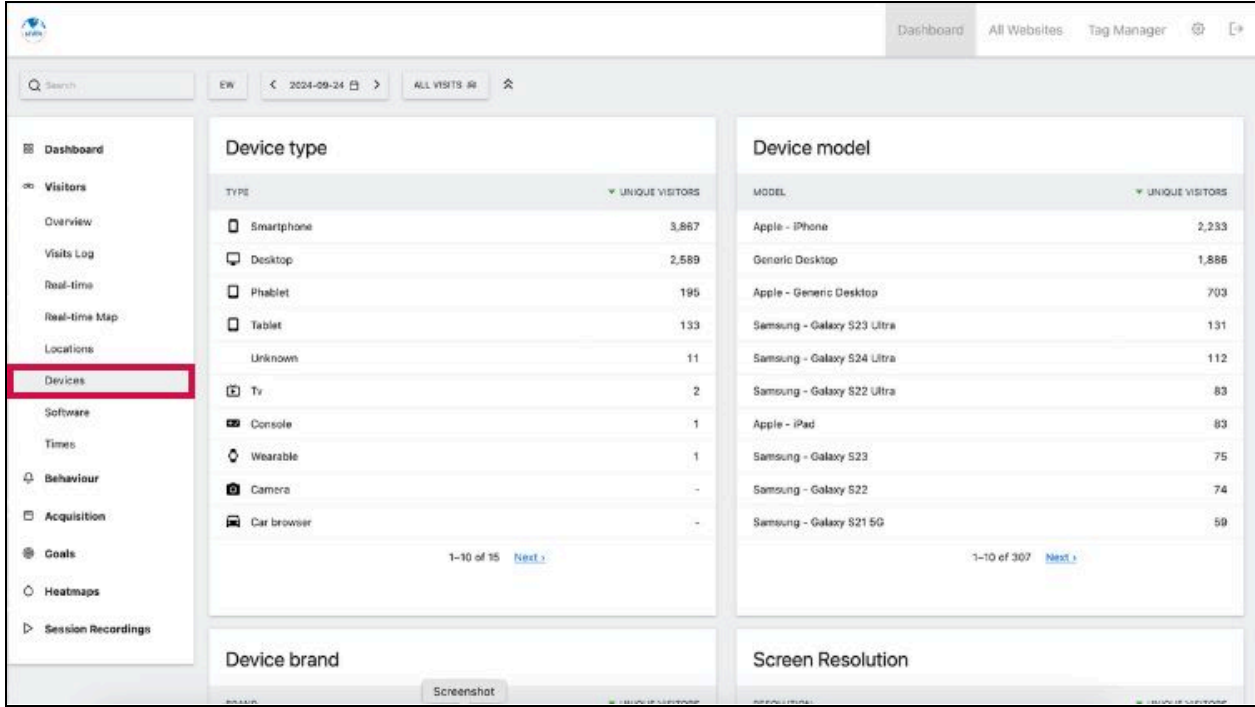 Dashboard All Websites Tag Manager
Search
EW
2024-09-24
ALL VISITS
Dashboard
Visitors
Overview
Visits Log
Real-time
Real-time Map
Locations
Devices
Software
Times
Behaviour
Acquisition
Goals
Heatmaps
Session Recordings
Device type
TYPE UNIQUE VISITORS
Smartphone 3,867
Desktop 2,589
Phablet 195
Tablet 133
Unknown 11
Tv 2
Console 1
Wearable 1
Camera -
Car browser -
1–10 of 15 Next ›
Device model
MODEL UNIQUE VISITORS
Apple - iPhone 2,233
Generic Desktop 1,886
Apple - Generic Desktop 703
Samsung - Galaxy S23 Ultra 131
Samsung - Galaxy S24 Ultra 112
Samsung - Galaxy S22 Ultra 83
Apple - iPad 83
Samsung - Galaxy S23 75
Samsung - Galaxy S22 74
Samsung - Galaxy S21 5G 59
1–10 of 307 Next ›
Device brand
BRAND UNIQUE VISITORS
Screenshot
Screen Resolution
RESOLUTION UNIQUE VISITORS